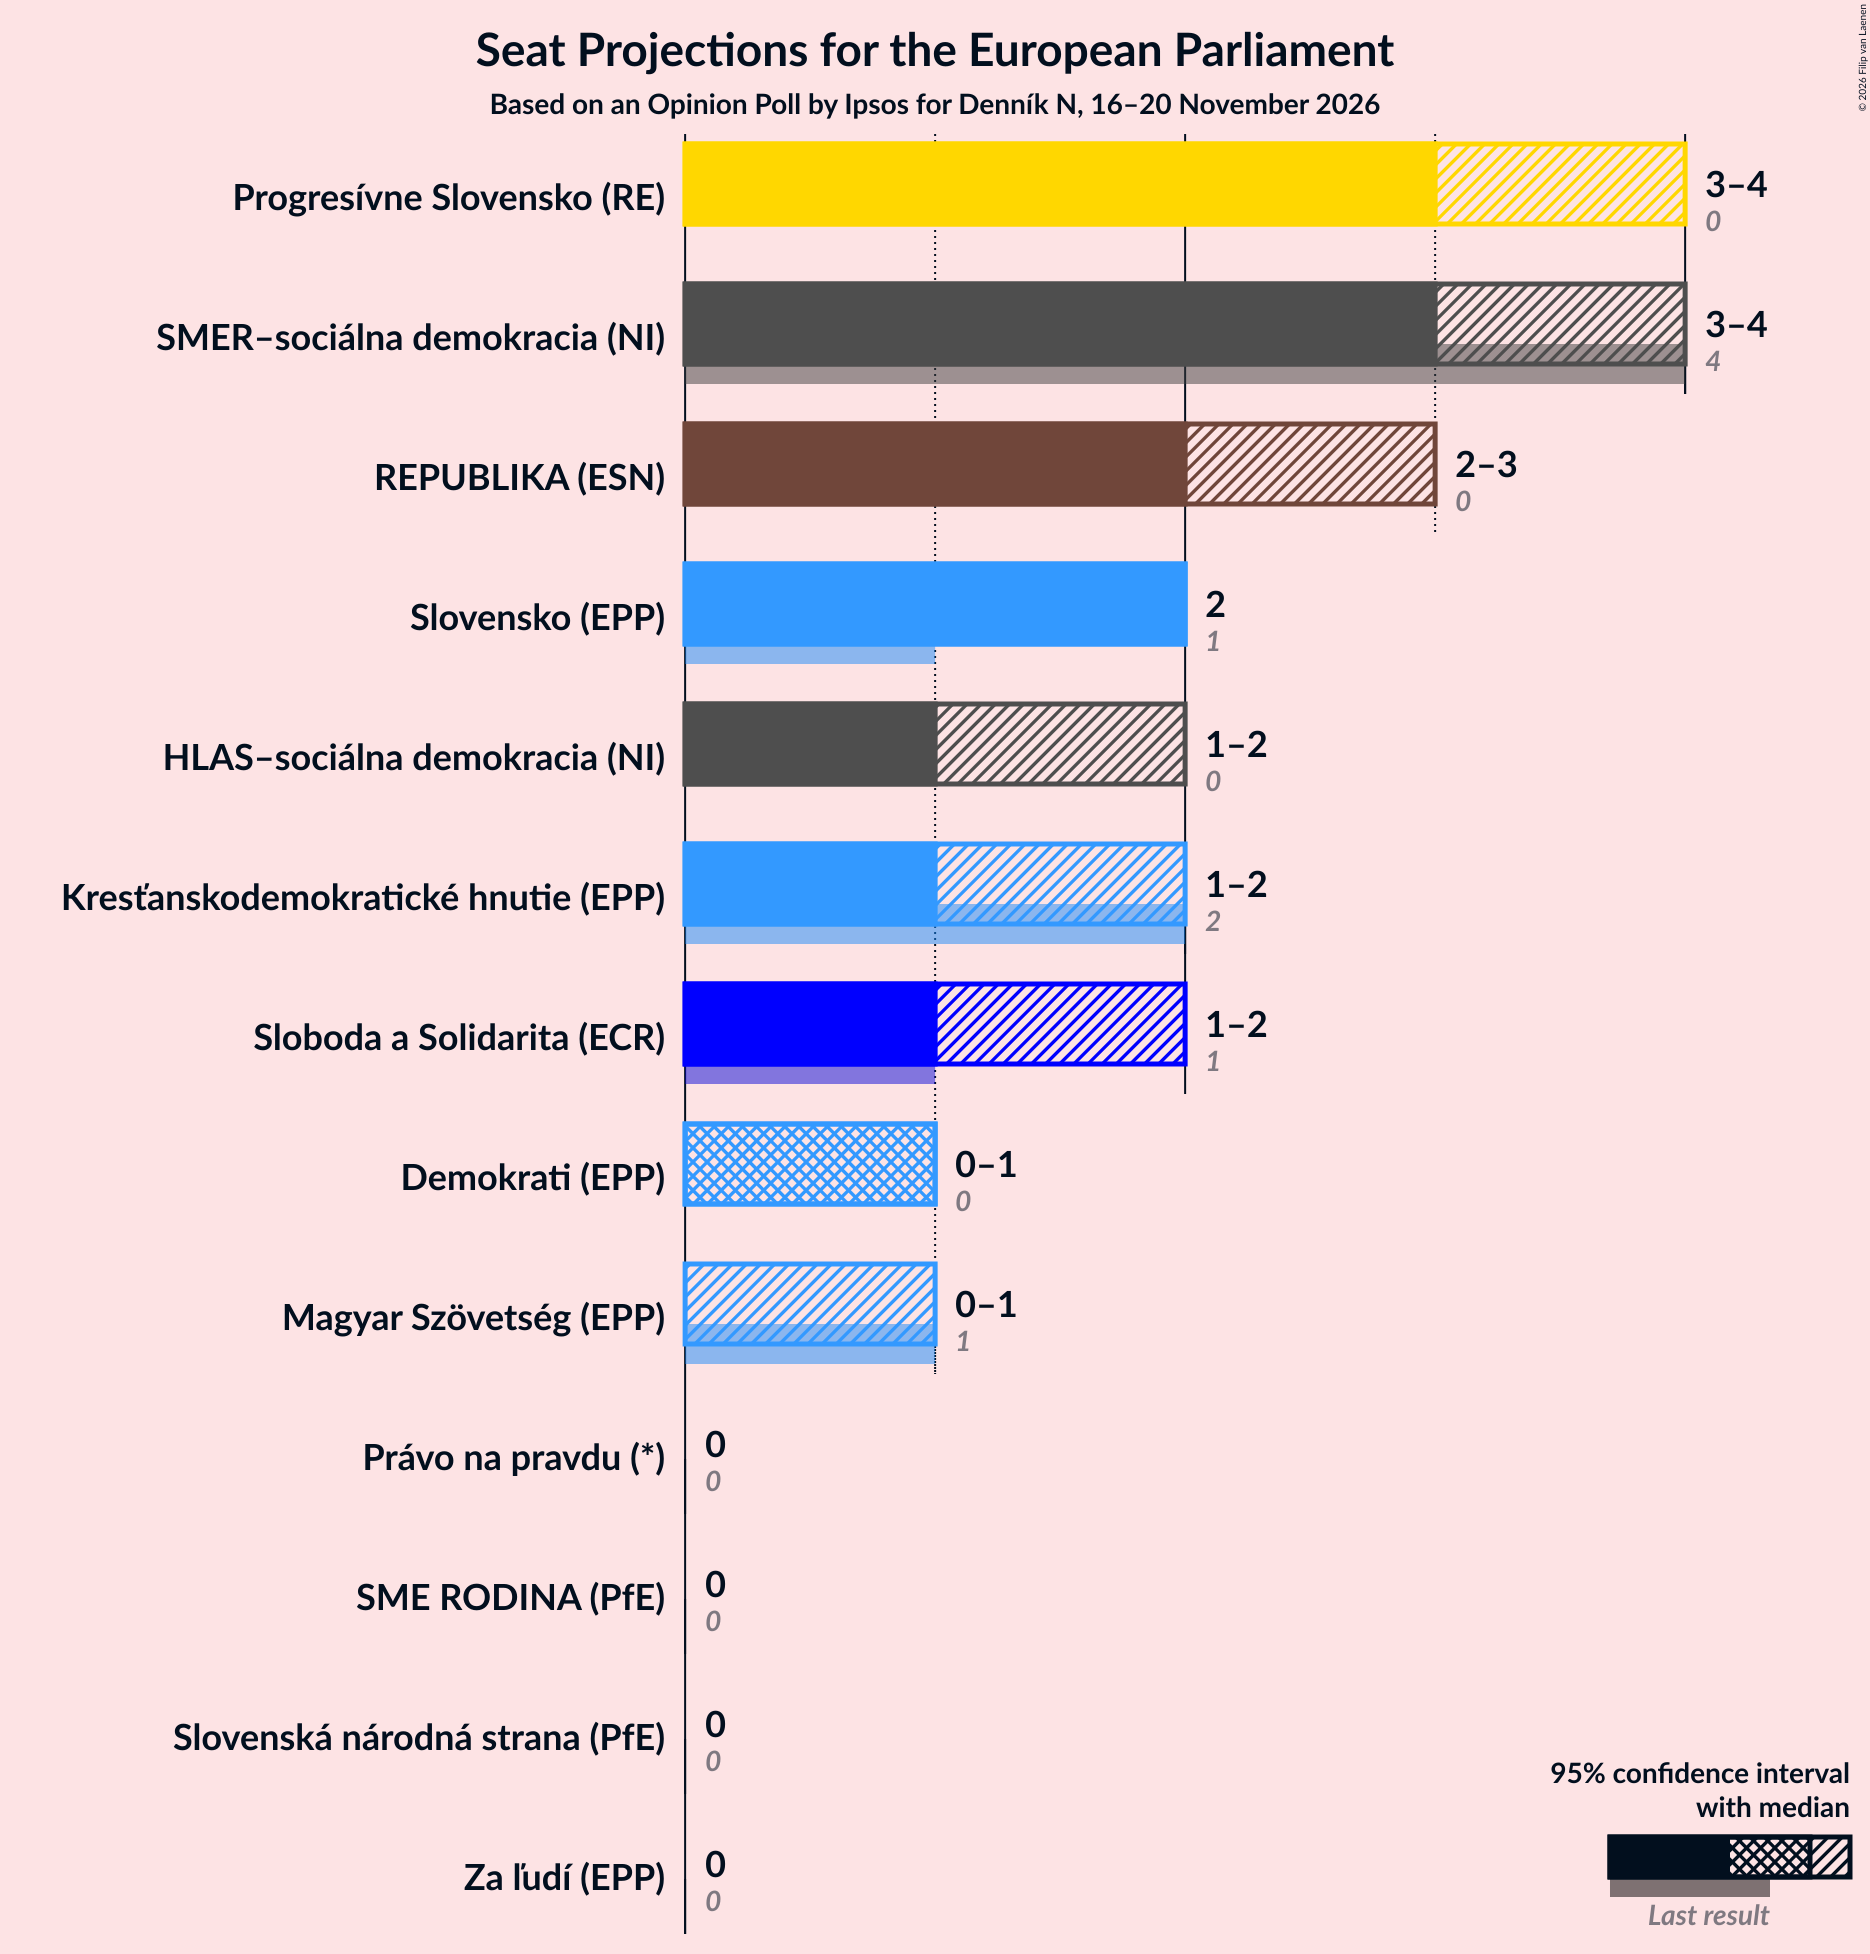 Seat Projections for the European Parliament
Based on an Opinion Poll by Ipsos for Denník N, 16–20 November 2026
© 2026 Filip van Laenen
Progresívne Slovensko (RE)
3–4
0
SMER–sociálna demokracia (NI)
3–4
4
REPUBLIKA (ESN)
2–3
0
Slovensko (EPP)
2
1
HLAS–sociálna demokracia (NI)
1–2
0
Kresťanskodemokratické hnutie (EPP)
1–2
2
Sloboda a Solidarita (ECR)
1–2
1
Demokrati (EPP)
0–1
0
Magyar Szövetség (EPP)
0–1
1
Právo na pravdu (*)
0
0
SME RODINA (PfE)
0
0
Slovenská národná strana (PfE)
0
0
Za ľudí (EPP)
0
0
95% confidence interval
with median
Last result